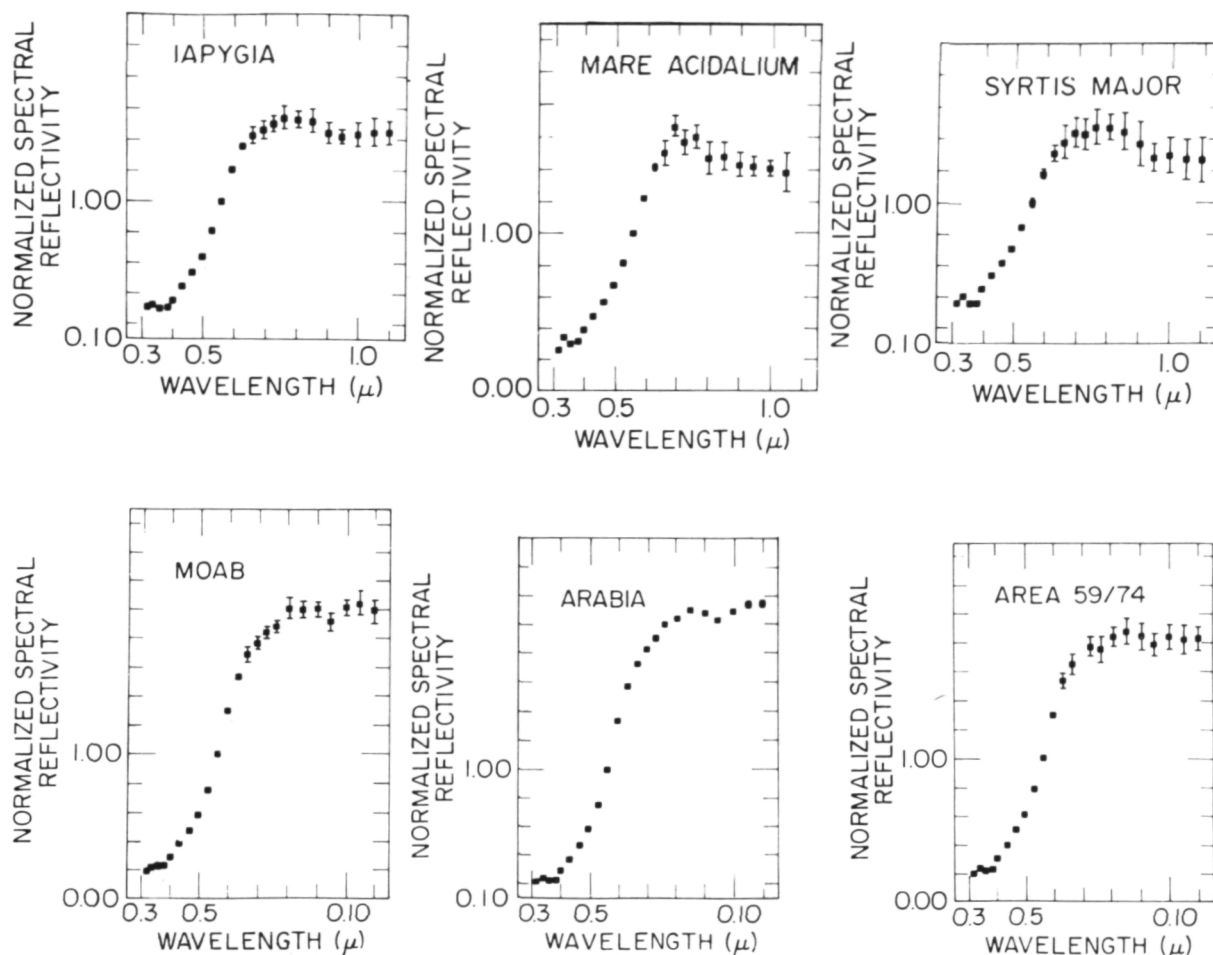 NORMALIZED SPECTRAL
REFLECTIVITY
IAPYGIA
1.00
0.10
0.3
0.5
1.0
WAVELENGTH (μ)
NORMALIZED SPECTRAL
REFLECTIVITY
MARE ACIDALIUM
1.00
0.00
0.3
0.5
1.0
WAVELENGTH (μ)
NORMALIZED SPECTRAL
REFLECTIVITY
SYRTIS MAJOR
1.00
0.10
0.3
0.5
1.0
WAVELENGTH (μ)
NORMALIZED SPECTRAL
REFLECTIVITY
MOAB
1.00
0.00
0.3
0.5
0.10
WAVELENGTH (μ)
NORMALIZED SPECTRAL
REFLECTIVITY
ARABIA
1.00
0.10
0.3
0.5
0.10
WAVELENGTH (μ)
NORMALIZED SPECTRAL
REFLECTIVITY
AREA 59/74
1.00
0.00
0.3
0.5
0.10
WAVELENGTH (μ)